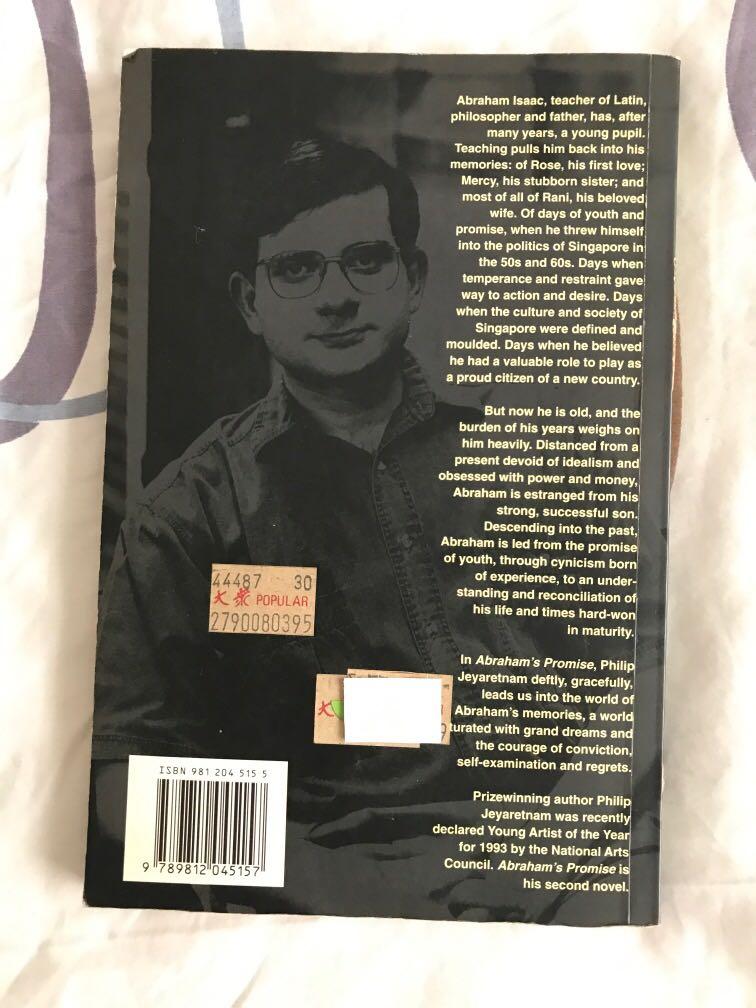 Abraham Isaac, teacher of Latin,
philosopher and father, has, after
many years, a young pupil.
Teaching pulls him back into his
memories: of Rose, his first love;
Mercy, his stubborn sister; and
most of all of Rani, his beloved
wife. Of days of youth and
promise, when he threw himself
into the politics of Singapore in
the 50s and 60s. Days when
temperance and restraint gave
way to action and desire. Days
when the culture and society of
Singapore were defined and
moulded. Days when he believed
he had a valuable role to play as
a proud citizen of a new country.
But now he is old, and the
burden of his years weighs on
him heavily. Distanced from a
present devoid of idealism and
obsessed with power and money,
Abraham is estranged from his
strong, successful son.
Descending into the past,
Abraham is led from the promise
of youth, through cynicism born
of experience, to an under-
standing and reconciliation of
his life and times hard-won
in maturity.
In Abraham's Promise, Philip
Jeyaretnam deftly, gracefully,
leads us into the world of
Abraham's memories, a world
turated with grand dreams and
the courage of conviction,
self-examination and regrets.
Prizewinning author Philip
Jeyaretnam was recently
declared Young Artist of the Year
for 1993 by the National Arts
Council. Abraham's Promise is
his second novel.
44487 30
大衆 POPULAR
2790080395
大
9
ISBN 981 204 515 5
9 789812 045157